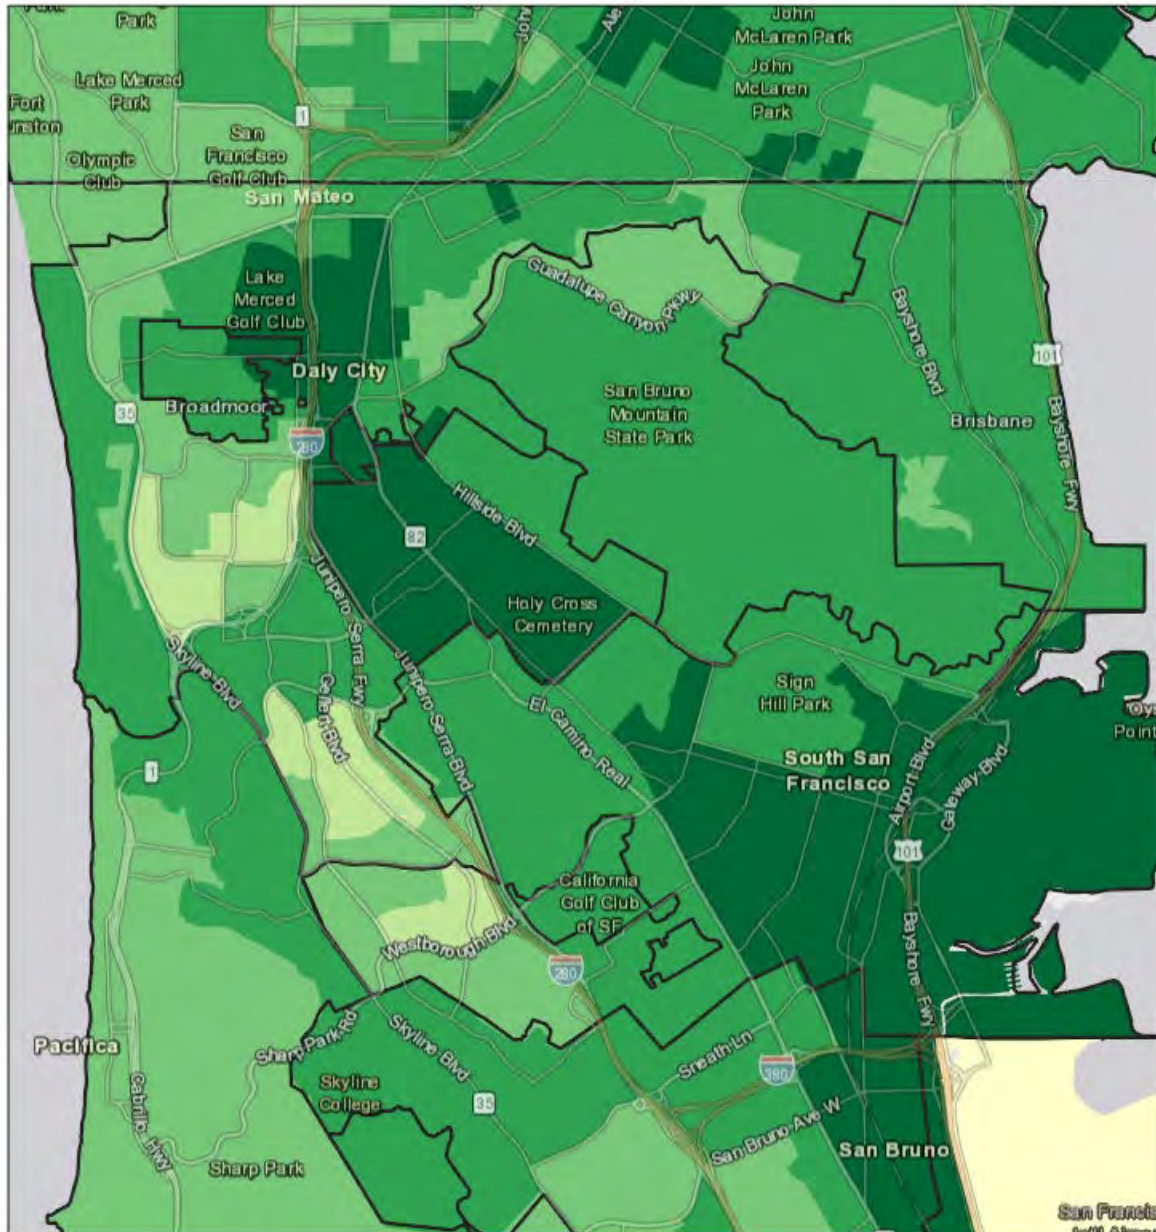 Park
John
McLaren Park
Lake Merced
Park
John
McLaren
Park
Fort
1
San
Francisco
Golf Club
Olympic
Club
San Mateo
Lake
Merced
Golf Club
Guadalupe Canyon Pkwy
Bayshore Blvd
101
Daly City
San Bruno
Mountain
State Park
35
Broadmoor
Brisbane
280
Bayshore Fwy
Hillside Blvd
82
Junipero Serra Fwy
Holy Cross
Cemetery
Skyline Blvd
Junipero Serra Blvd
Gellert Blvd
El Camino Real
Sign
Hill Park
Point
1
South San
Francisco
Airport Blvd
Gateway Blvd
101
California
Golf Club
of SF
Westborough Blvd
280
Bayshore Fwy
Pacifica
Sharp Park Rd
Skyline Blvd
Sneath Ln
380
Skyline
College
35
Cabrillo Hwy
San Bruno Ave W
San Bruno
Sharp Park